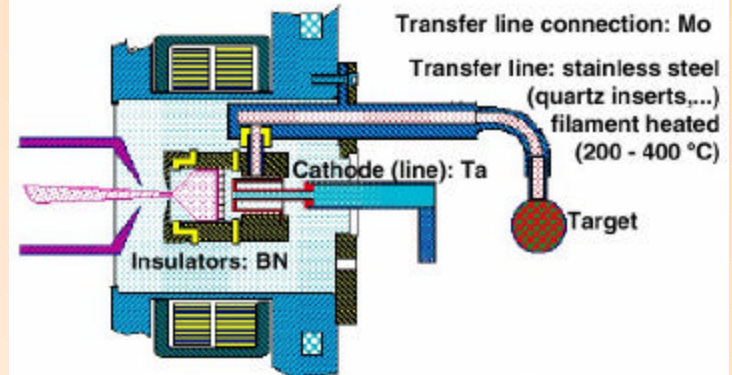 Transfer line connection: Mo
Transfer line: stainless steel
(quartz inserts,...)
filament heated
(200 - 400 °C)
Cathode (line): Ta
Target
Insulators: BN